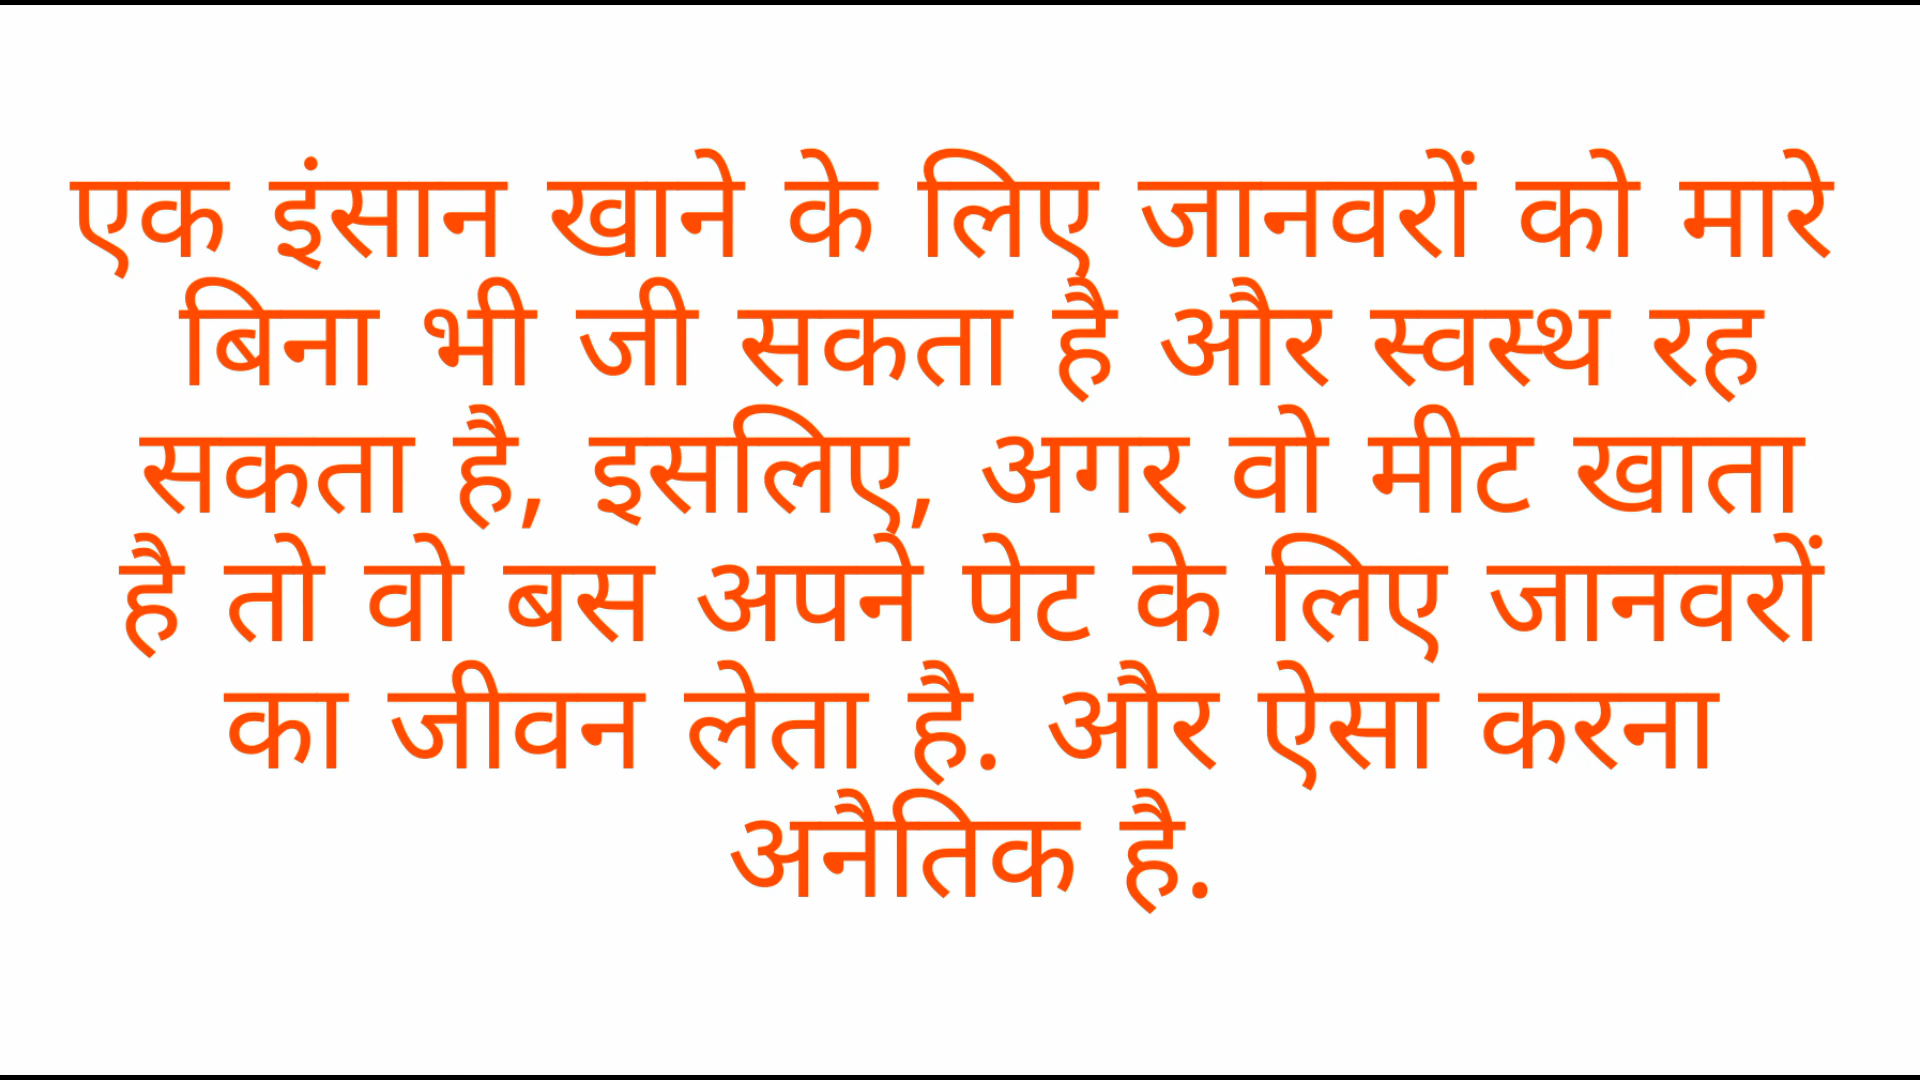 एक इंसान खाने के लिए जानवरों को मारे
बिना भी जी सकता है और स्वस्थ रह
सकता है, इसलिए, अगर वो मीट खाता
है तो वो बस अपने पेट के लिए जानवरों
का जीवन लेता है. और ऐसा करना
अनैतिक है.